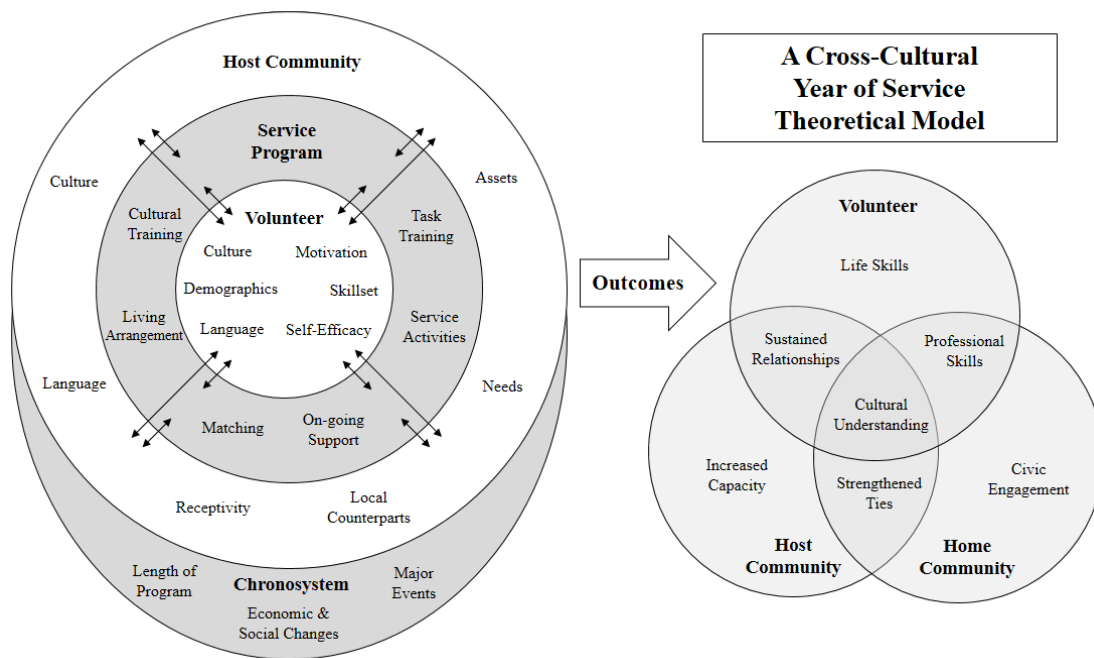 Host Community
Service
Program
Culture
Assets
Cultural
Training
Task
Training
Volunteer
Culture
Motivation
Demographics
Skillset
Language
Self-Efficacy
Living
Arrangement
Service
Activities
Language
Needs
Matching
On-going
Support
Receptivity
Local
Counterparts
Length of
Program
Chronosystem
Major
Events
Economic &
Social Changes
Outcomes
A Cross-Cultural
Year of Service
Theoretical Model
Volunteer
Life Skills
Sustained
Relationships
Professional
Skills
Cultural
Understanding
Increased
Capacity
Strengthened
Ties
Civic
Engagement
Host
Community
Home
Community